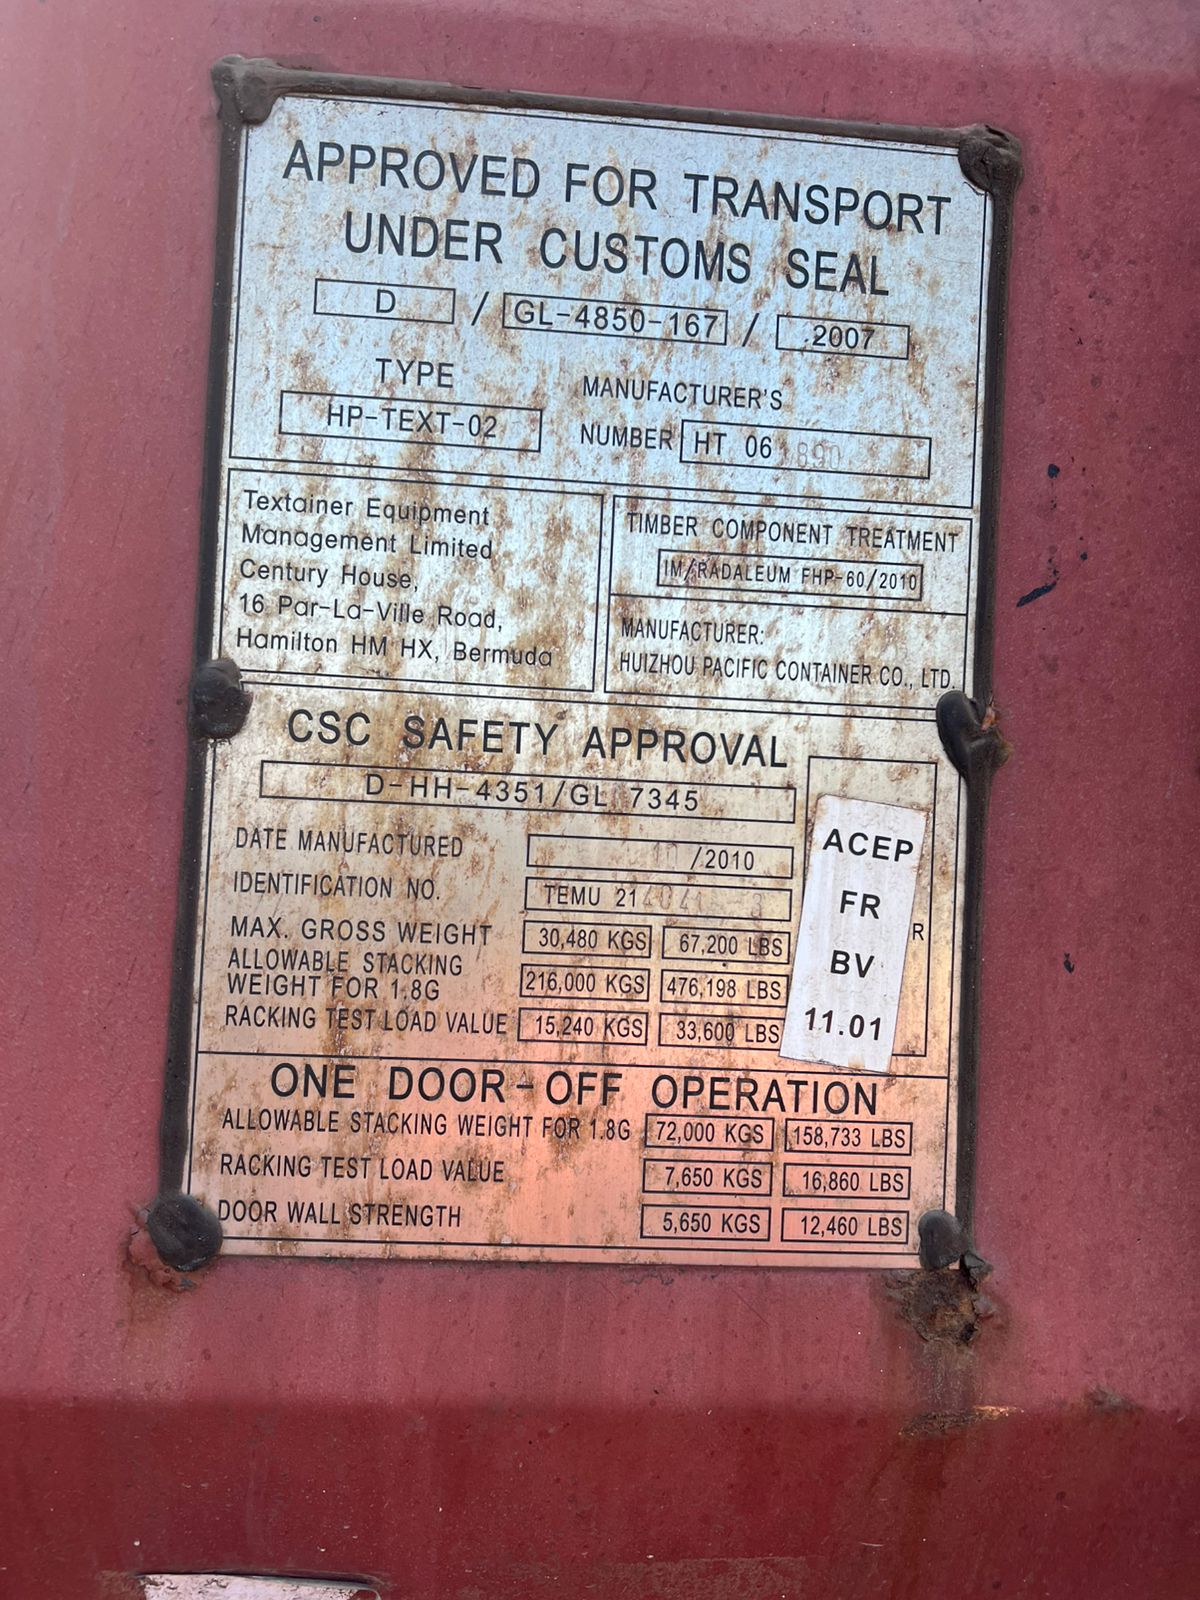 APPROVED FOR TRANSPORT
UNDER CUSTOMS SEAL
D / GL-4850-167 / 2007
TYPE
HP-TEXT-02
MANUFACTURER'S
NUMBER HT 06
Textainer Equipment
Management Limited
Century House,
16 Par-La-Ville Road,
Hamilton HM HX, Bermuda
TIMBER COMPONENT TREATMENT
IM/RADALEUM FHP-60/2010
MANUFACTURER:
HUIZHOU PACIFIC CONTAINER CO., LTD.
CSC SAFETY APPROVAL
D-HH-4351/GL 7345
DATE MANUFACTURED 10 /2010
IDENTIFICATION NO. TEMU 214041 3
MAX. GROSS WEIGHT 30,480 KGS 67,200 LBS
ALLOWABLE STACKING
WEIGHT FOR 1.8G 216,000 KGS 476,198 LBS
RACKING TEST LOAD VALUE 15,240 KGS 33,600 LBS
ACEP
FR
BV
11.01
R
ONE DOOR-OFF OPERATION
ALLOWABLE STACKING WEIGHT FOR 1.8G 72,000 KGS 158,733 LBS
RACKING TEST LOAD VALUE 7,650 KGS 16,860 LBS
DOOR WALL STRENGTH 5,650 KGS 12,460 LBS